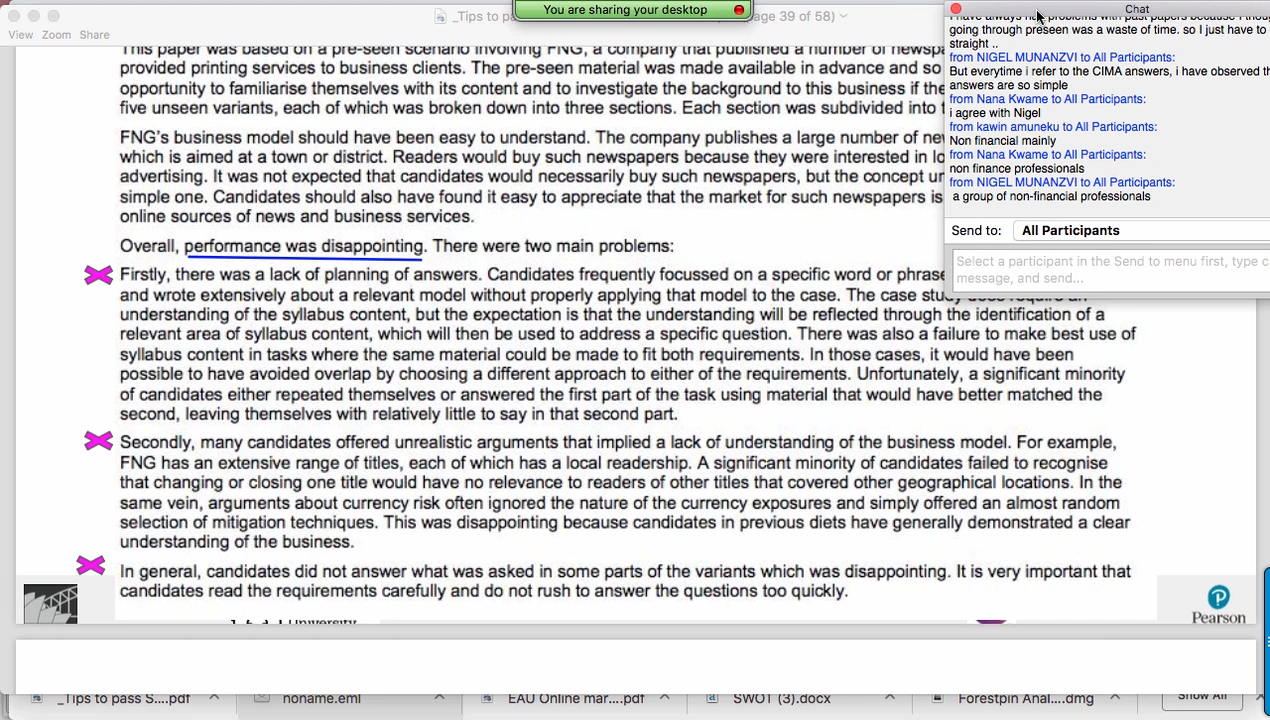 You are sharing your desktop
_Tips to pa
age 39 of 58)
View Zoom Share
This paper was based on a pre-seen scenario involving FNG, a company that published a number of newspa
provided printing services to business clients. The pre-seen material was made available in advance and so
opportunity to familiarise themselves with its content and to investigate the background to this business if the
five unseen variants, each of which was broken down into three sections. Each section was subdivided into
FNG's business model should have been easy to understand. The company publishes a large number of nev
which is aimed at a town or district. Readers would buy such newspapers because they were interested in lo
advertising. It was not expected that candidates would necessarily buy such newspapers, but the concept un
simple one. Candidates should also have found it easy to appreciate that the market for such newspapers is
online sources of news and business services.
Overall, performance was disappointing. There were two main problems:
Firstly, there was a lack of planning of answers. Candidates frequently focussed on a specific word or phrase
and wrote extensively about a relevant model without properly applying that model to the case. The case study does require an
understanding of the syllabus content, but the expectation is that the understanding will be reflected through the identification of a
relevant area of syllabus content, which will then be used to address a specific question. There was also a failure to make best use of
syllabus content in tasks where the same material could be made to fit both requirements. In those cases, it would have been
possible to have avoided overlap by choosing a different approach to either of the requirements. Unfortunately, a significant minority
of candidates either repeated themselves or answered the first part of the task using material that would have better matched the
second, leaving themselves with relatively little to say in that second part.
Secondly, many candidates offered unrealistic arguments that implied a lack of understanding of the business model. For example,
FNG has an extensive range of titles, each of which has a local readership. A significant minority of candidates failed to recognise
that changing or closing one title would have no relevance to readers of other titles that covered other geographical locations. In the
same vein, arguments about currency risk often ignored the nature of the currency exposures and simply offered an almost random
selection of mitigation techniques. This was disappointing because candidates in previous diets have generally demonstrated a clear
understanding of the business.
In general, candidates did not answer what was asked in some parts of the variants which was disappointing. It is very important that
candidates read the requirements carefully and do not rush to answer the questions too quickly.
University
Pearson
Chat
I have always had problems with past papers because I thou
going through preseen was a waste of time. so I just have to
straight ..
from NIGEL MUNANZVI to All Participants:
But everytime i refer to the CIMA answers, i have observed th
answers are so simple
from Nana Kwame to All Participants:
i agree with Nigel
from kawin amuneku to All Participants:
Non financial mainly
from Nana Kwame to All Participants:
non finance professionals
from NIGEL MUNANZVI to All Participants:
a group of non-financial professionals
Send to: All Participants
Select a participant in the Send to menu first, type c
message, and send...
_Tips to pass S....pdf
noname.eml
EAU Online mar....pdf
SWOT (3).docx
Forestpin Anal....dmg
Show All